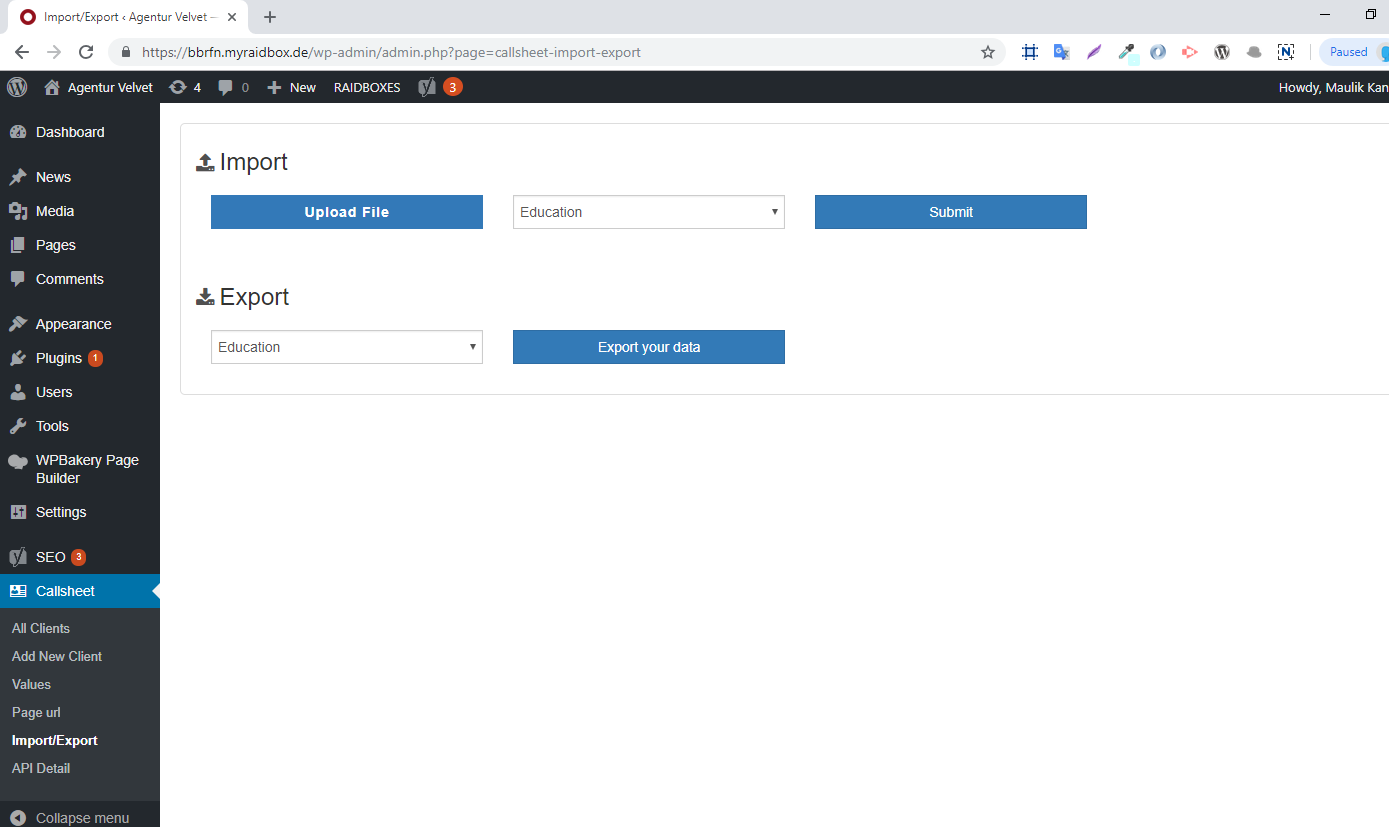 Import/Export ‹ Agentur Velvet —
https://bbrfn.myraidbox.de/wp-admin/admin.php?page=callsheet-import-export
Paused
Agentur Velvet 4 0 New RAIDBOXES 3
Howdy, Maulik Kan
Dashboard
News
Media
Pages
Comments
Appearance
Plugins 1
Users
Tools
WPBakery Page
Builder
Settings
SEO 3
Callsheet
All Clients
Add New Client
Values
Page url
Import/Export
API Detail
Collapse menu
Import
Upload File Education Submit
Export
Education Export your data